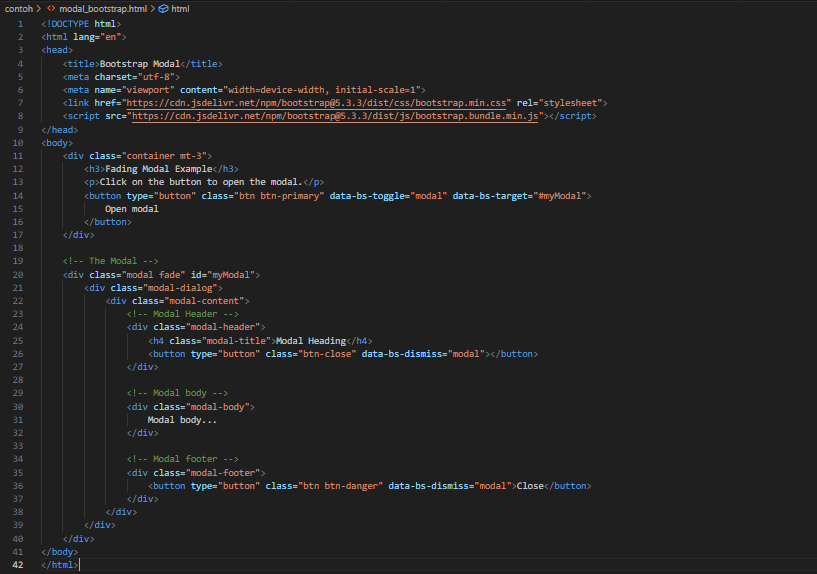 contoh > modal_bootstrap.html > html
1 <!DOCTYPE html>
2 <html lang="en">
3 <head>
4 <title>Bootstrap Modal</title>
5 <meta charset="utf-8">
6 <meta name="viewport" content="width=device-width, initial-scale=1">
7 <link href="https://cdn.jsdelivr.net/npm/bootstrap@5.3.3/dist/css/bootstrap.min.css" rel="stylesheet">
8 <script src="https://cdn.jsdelivr.net/npm/bootstrap@5.3.3/dist/js/bootstrap.bundle.min.js"></script>
9 </head>
10 <body>
11 <div class="container mt-3">
12 <h3>Fading Modal Example</h3>
13 <p>Click on the button to open the modal.</p>
14 <button type="button" class="btn btn-primary" data-bs-toggle="modal" data-bs-target="#myModal">
15 Open modal
16 </button>
17 </div>
18
19 <!-- The Modal -->
20 <div class="modal fade" id="myModal">
21 <div class="modal-dialog">
22 <div class="modal-content">
23 <!-- Modal Header -->
24 <div class="modal-header">
25 <h4 class="modal-title">Modal Heading</h4>
26 <button type="button" class="btn-close" data-bs-dismiss="modal"></button>
27 </div>
28
29 <!-- Modal body -->
30 <div class="modal-body">
31 Modal body...
32 </div>
33
34 <!-- Modal footer -->
35 <div class="modal-footer">
36 <button type="button" class="btn btn-danger" data-bs-dismiss="modal">Close</button>
37 </div>
38 </div>
39 </div>
40 </div>
41 </body>
42 </html>